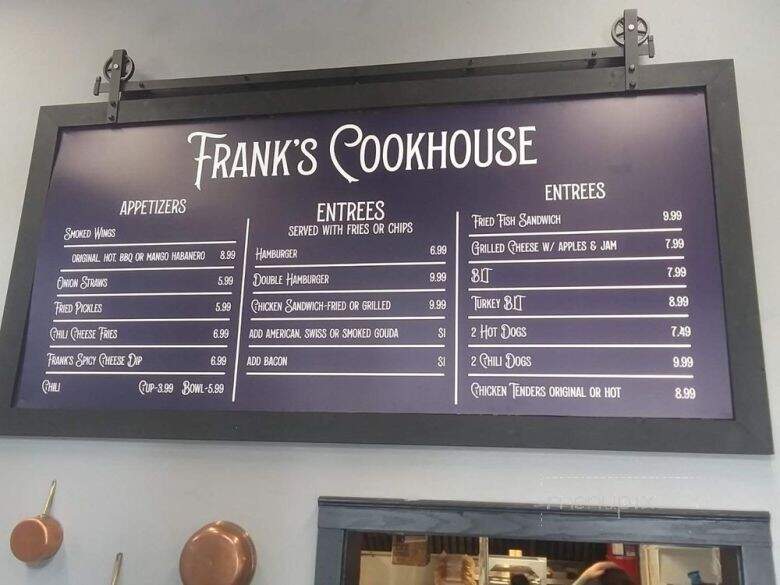 FRANK'S COOKHOUSE
APPETIZERS
SMOKED WINGS
ORIGINAL, HOT, BBQ OR MANGO HABANERO 8.99
ONION STRAWS 5.99
FRIED PICKLES 5.99
CHILI CHEESE FRIES 6.99
FRANK'S SPICY CHEESE DIP 6.99
CHILI CUP-3.99 BOWL-5.99
ENTREES
SERVED WITH FRIES OR CHIPS
HAMBURGER 6.99
DOUBLE HAMBURGER 9.99
CHICKEN SANDWICH-FRIED OR GRILLED 9.99
ADD AMERICAN, SWISS OR SMOKED GOUDA $1
ADD BACON $1
ENTREES
FRIED FISH SANDWICH 9.99
GRILLED CHEESE W/ APPLES & JAM 7.99
BLT 7.99
TURKEY BLT 8.99
2 HOT DOGS 7.49
2 CHILI DOGS 9.99
CHICKEN TENDERS ORIGINAL OR HOT 8.99
menupix